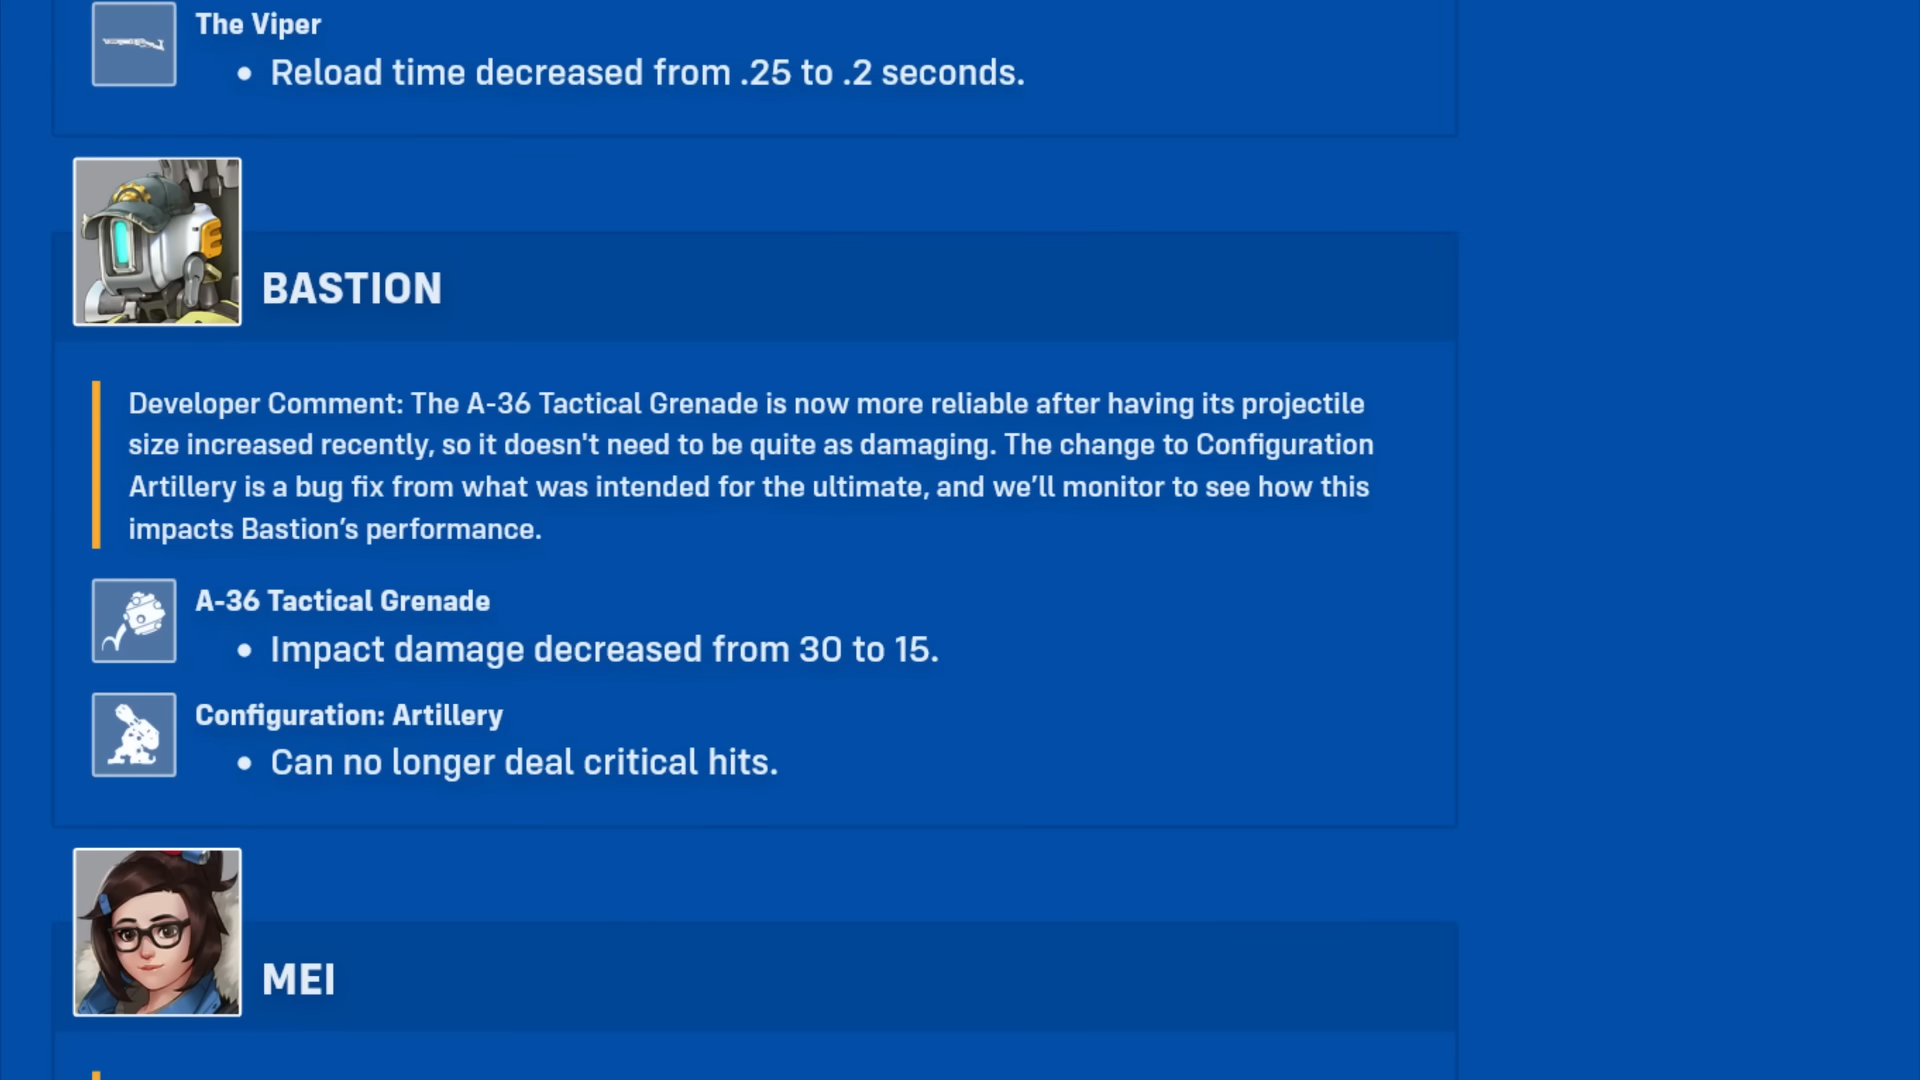 The Viper
• Reload time decreased from .25 to .2 seconds.
BASTION
Developer Comment: The A-36 Tactical Grenade is now more reliable after having its projectile
size increased recently, so it doesn't need to be quite as damaging. The change to Configuration
Artillery is a bug fix from what was intended for the ultimate, and we’ll monitor to see how this
impacts Bastion’s performance.
A-36 Tactical Grenade
• Impact damage decreased from 30 to 15.
Configuration: Artillery
• Can no longer deal critical hits.
MEI